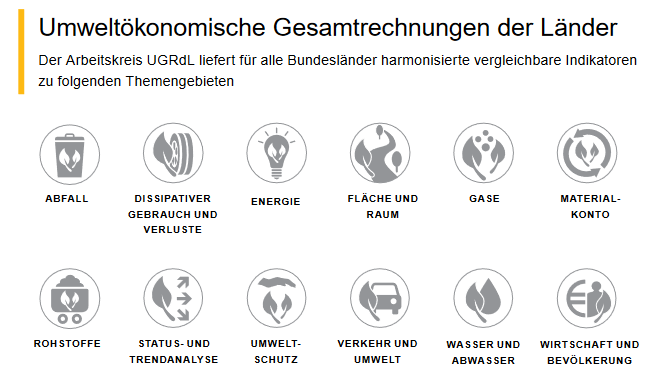 Umweltökonomische Gesamtrechnungen der Länder
Der Arbeitskreis UGRdL liefert für alle Bundesländer harmonisierte vergleichbare Indikatoren
zu folgenden Themengebieten
ABFALL
DISSIPATIVER
GEBRAUCH UND
VERLUSTE
ENERGIE
FLÄCHE UND
RAUM
GASE
MATERIAL-
KONTO
ROHSTOFFE
STATUS- UND
TRENDANALYSE
UMWELT-
SCHUTZ
VERKEHR UND
UMWELT
WASSER UND
ABWASSER
WIRTSCHAFT UND
BEVÖLKERUNG